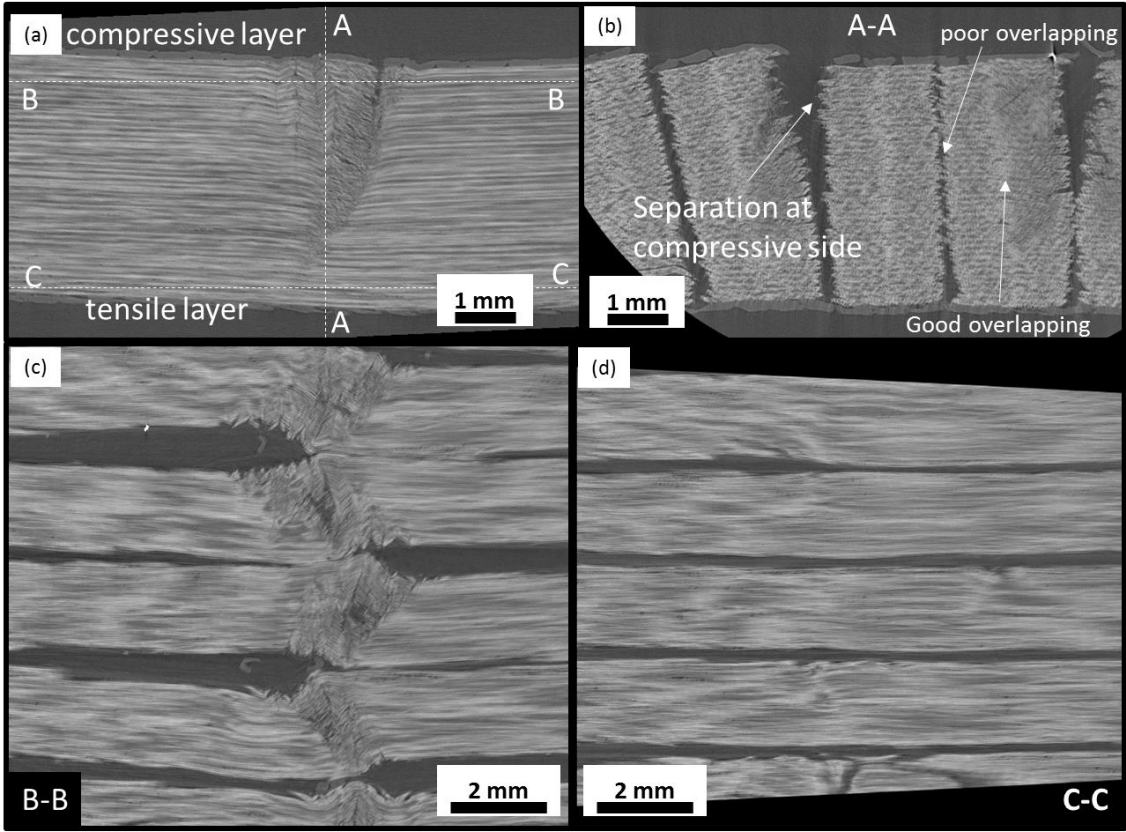 (a)
compressive layer
A
B
B
C
C
tensile layer
A
1 mm
(b)
A-A
poor overlapping
Separation at
compressive side
1 mm
Good overlapping
(c)
B-B
2 mm
(d)
2 mm
C-C